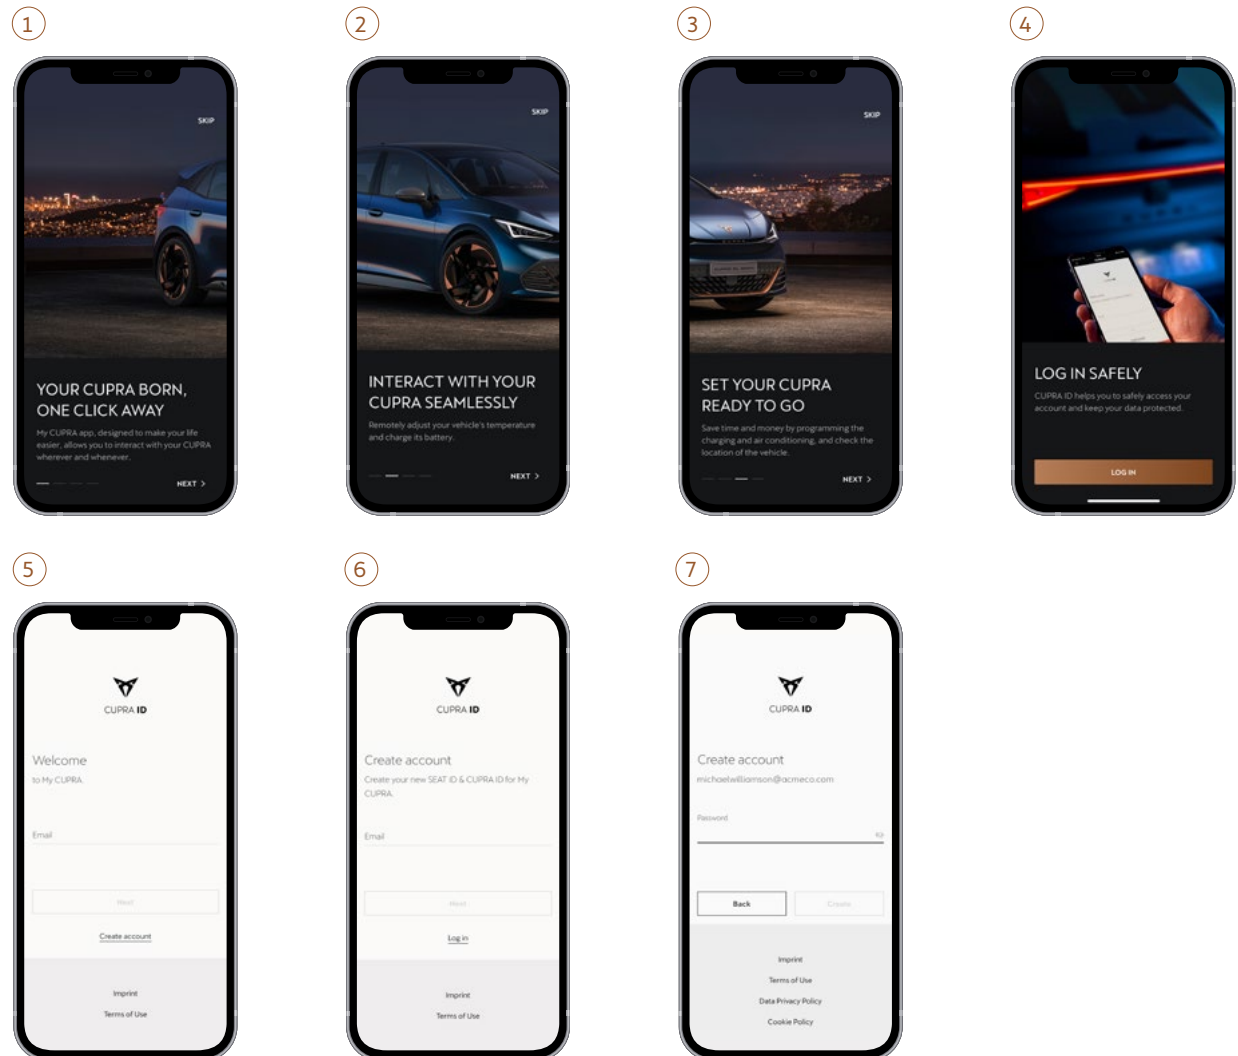 1
2
3
4
SKIP
YOUR CUPRA BORN,
ONE CLICK AWAY
My CUPRA app, designed to make your life
easier, allows you to interact with your CUPRA
wherever and whenever.
NEXT >
SKIP
INTERACT WITH YOUR
CUPRA SEAMLESSLY
Remotely adjust your vehicle's temperature
and charge its battery.
NEXT >
SKIP
SET YOUR CUPRA
READY TO GO
Save time and money by programming the
charging and air conditioning, and check the
location of the vehicle.
NEXT >
LOG IN SAFELY
CUPRA ID helps you to safely access your
account and keep your data protected.
LOG IN
5
6
7
CUPRA ID
Welcome
to My CUPRA.
Email
Next
Create account
Imprint
Terms of Use
CUPRA ID
Create account
Create your new SEAT ID & CUPRA ID for My
CUPRA.
Email
Next
Log in
Imprint
Terms of Use
CUPRA ID
Create account
michaelwilliamson@acmeco.com
Password
Back
Create
Imprint
Terms of Use
Data Privacy Policy
Cookie Policy